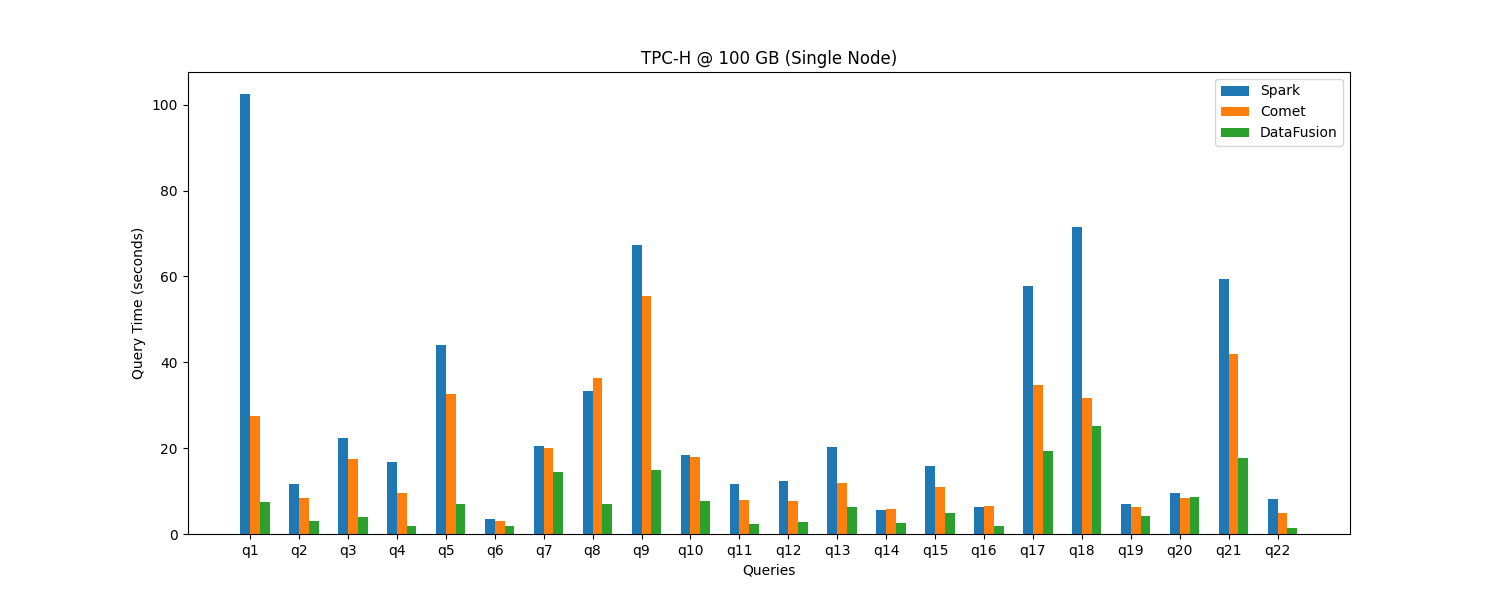 TPC-H @ 100 GB (Single Node)
Spark
Comet
DataFusion
Query Time (seconds)
100
80
60
40
20
0
q1 q2 q3 q4 q5 q6 q7 q8 q9 q10 q11 q12 q13 q14 q15 q16 q17 q18 q19 q20 q21 q22
Queries